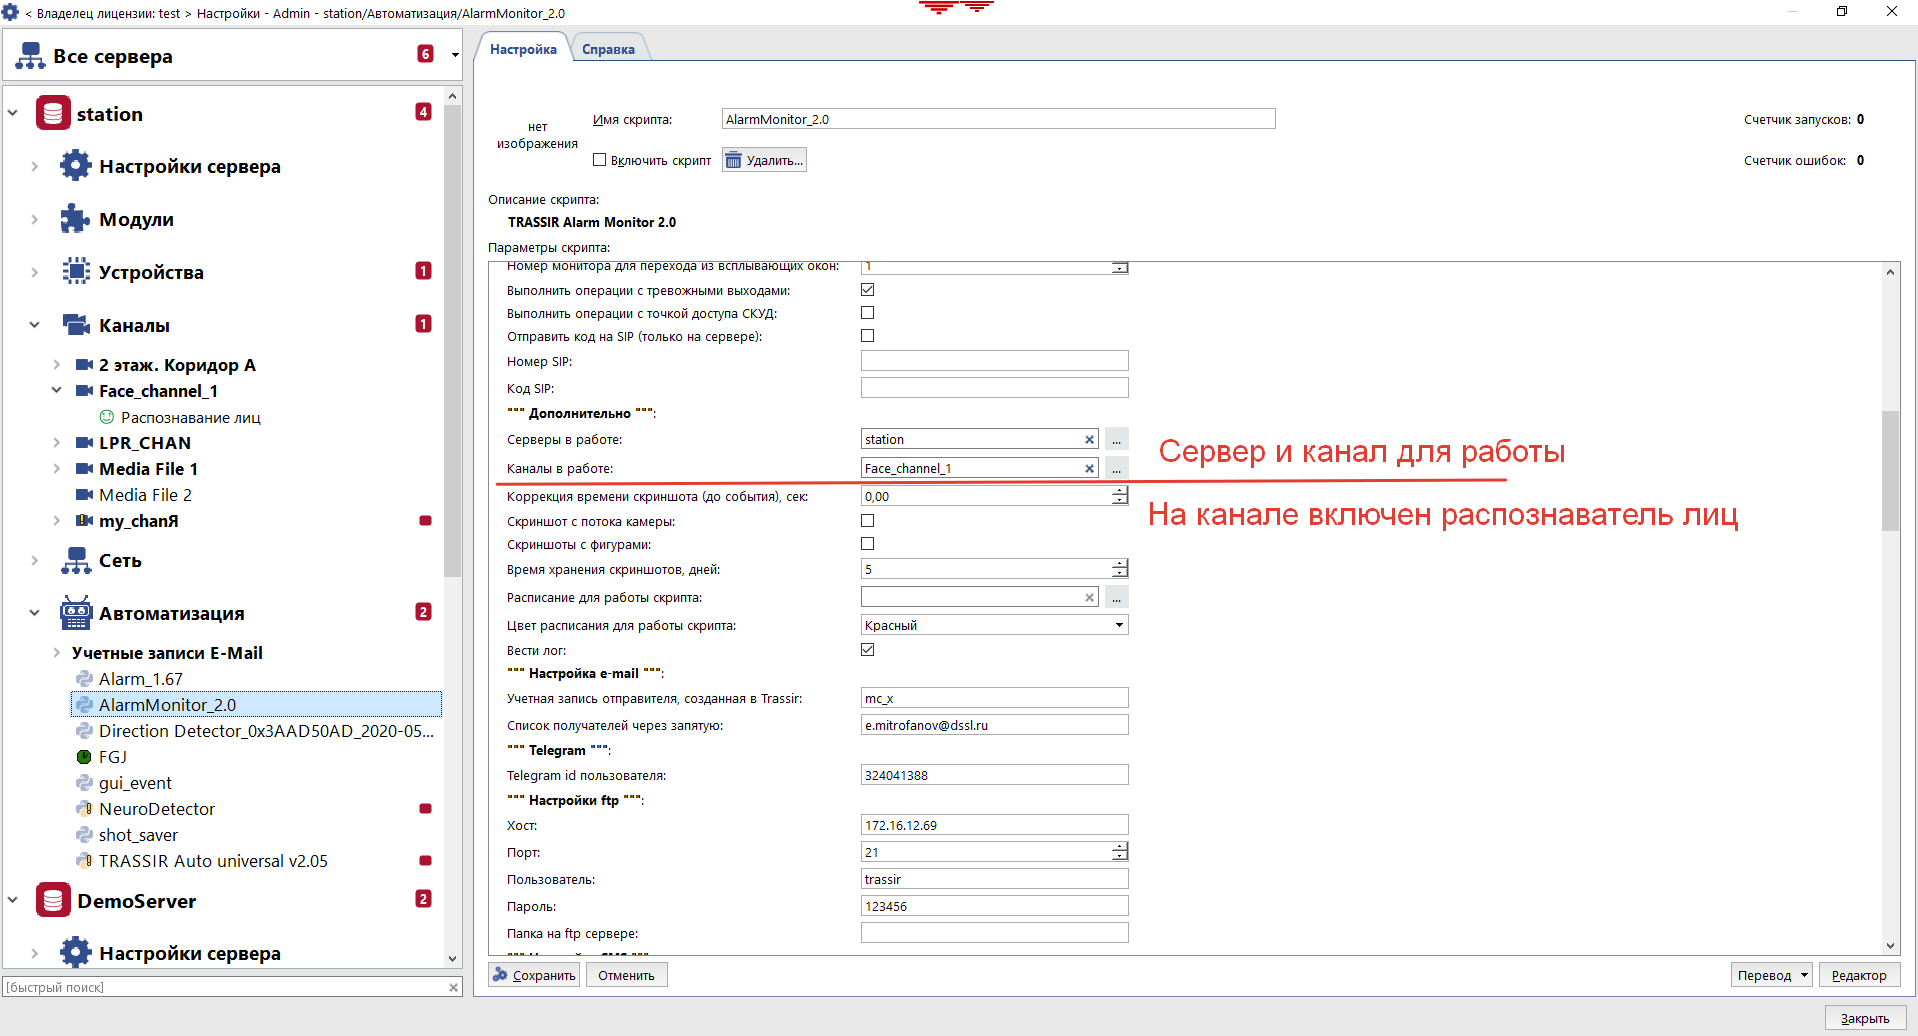 < Владелец лицензии: test > Настройки - Admin - station/Автоматизация/AlarmMonitor_2.0
Все сервера 6
station 4
Настройки сервера
Модули
Устройства 1
Каналы 1
2 этаж. Коридор А
Face_channel_1
Распознавание лиц
LPR_CHAN
Media File 1
Media File 2
my_chanЯ
Сеть
Автоматизация 2
Учетные записи E-Mail
Alarm_1.67
AlarmMonitor_2.0
Direction Detector_0x3AAD50AD_2020-05...
FGJ
gui_event
NeuroDetector
shot_saver
TRASSIR Auto universal v2.05
DemoServer 2
Настройки сервера
[быстрый поиск]
Настройка Справка
нет
изображения
Имя скрипта: AlarmMonitor_2.0
Счетчик запусков: 0
Включить скрипт Удалить...
Счетчик ошибок: 0
Описание скрипта:
TRASSIR Alarm Monitor 2.0
Параметры скрипта:
Номер монитора для перехода из всплывающих окон: 1
Выполнить операции с тревожными выходами:
Выполнить операции с точкой доступа СКУД:
Отправить код на SIP (только на сервере):
Номер SIP:
Код SIP:
""" Дополнительно """:
Серверы в работе: station ...
Каналы в работе: Face_channel_1 ...
Сервер и канал для работы
Коррекция времени скриншота (до события), сек: 0,00
На канале включен распознаватель лиц
Скриншот с потока камеры:
Скриншоты с фигурами:
Время хранения скриншотов, дней: 5
Расписание для работы скрипта: ...
Цвет расписания для работы скрипта: Красный
Вести лог:
""" Настройка e-mail """:
Учетная запись отправителя, созданная в Trassir: mc_x
Список получателей через запятую: e.mitrofanov@dssl.ru
""" Telegram """:
Telegram id пользователя: 324041388
""" Настройки ftp """:
Хост: 172.16.12.69
Порт: 21
Пользователь: trassir
Пароль: 123456
Папка на ftp сервере:
Сохранить Отменить
Перевод Редактор
Закрыть